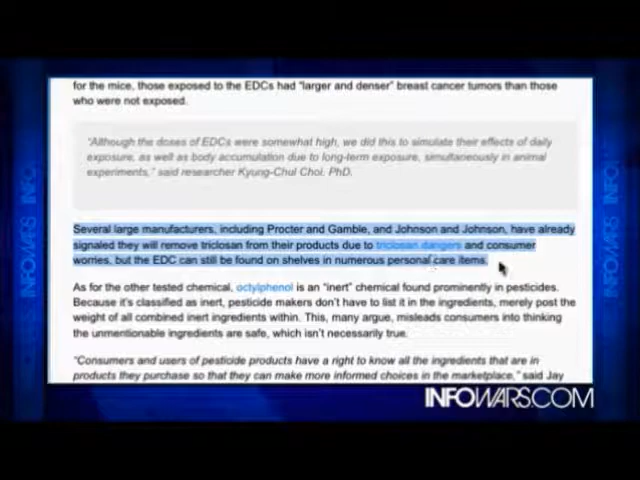 for the mice, those exposed to the EDCs had "larger and denser" breast cancer tumors than those
who were not exposed.
"Although the doses of EDCs were somewhat high, we did this to simulate their effects of daily
exposure, as well as body accumulation due to long-term exposure, simultaneously in animal
experiments," said researcher Kyung-Chul Choi, PhD.
Several large manufacturers, including Procter and Gamble, and Johnson and Johnson, have already
signaled they will remove triclosan from their products due to triclosan dangers and consumer
worries, but the EDC can still be found on shelves in numerous personal care items.
As for the other tested chemical, octylphenol is an "inert" chemical found prominently in pesticides.
Because it's classified as inert, pesticide makers don't have to list it in the ingredients, merely post the
weight of all combined inert ingredients within. This, many argue, misleads consumers into thinking
the unmentionable ingredients are safe, which isn't necessarily true.
"Consumers and users of pesticide products have a right to know all the ingredients that are in
products they purchase so that they can make more informed choices in the marketplace," said Jay
INFOWARS.COM
INFOWARS
INFO